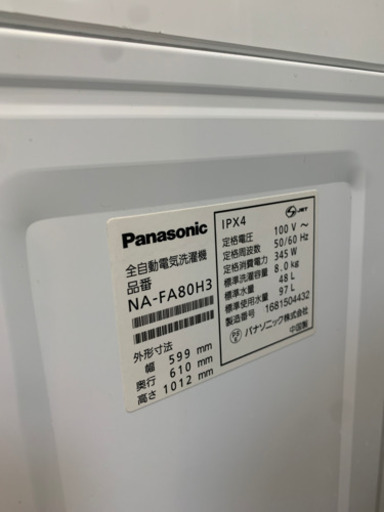 Panasonic
全自動電気洗濯機
品番
NA-FA80H3
外形寸法
幅 599 mm
奥行 610 mm
高さ 1012 mm
IPX4
JET
定格電圧 100 V ~
定格周波数 50/60 Hz
定格消費電力 345 W
標準洗濯容量 8.0 kg
標準水量 48 L
標準使用水量 97 L
製造番号 1681504432
パナソニック株式会社
中国製